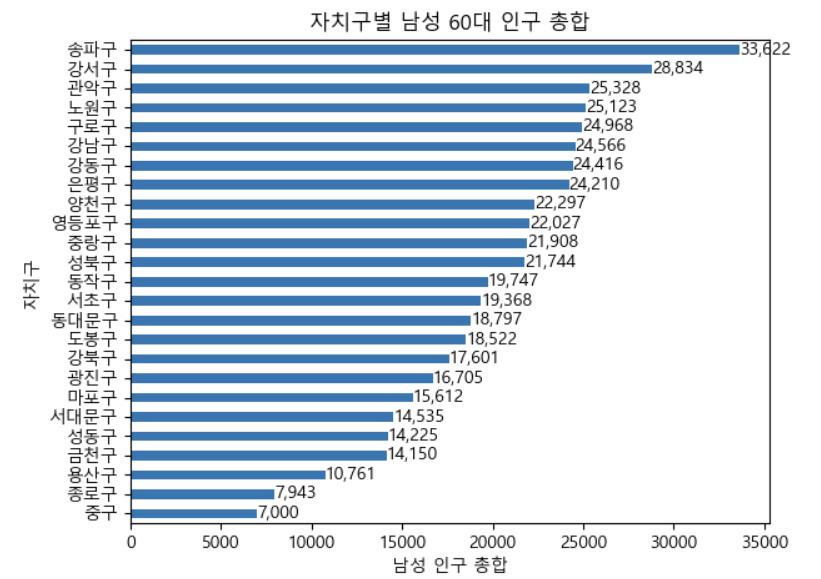 자치구별 남성 60대 인구 총합
송파구 33,622
강서구 28,834
관악구 25,328
노원구 25,123
구로구 24,968
강남구 24,566
강동구 24,416
은평구 24,210
양천구 22,297
영등포구 22,027
중랑구 21,908
성북구 21,744
동작구 19,747
서초구 19,368
동대문구 18,797
도봉구 18,522
강북구 17,601
광진구 16,705
마포구 15,612
서대문구 14,535
성동구 14,225
금천구 14,150
용산구 10,761
종로구 7,943
중구 7,000
자치구
0 5000 10000 15000 20000 25000 30000 35000
남성 인구 총합